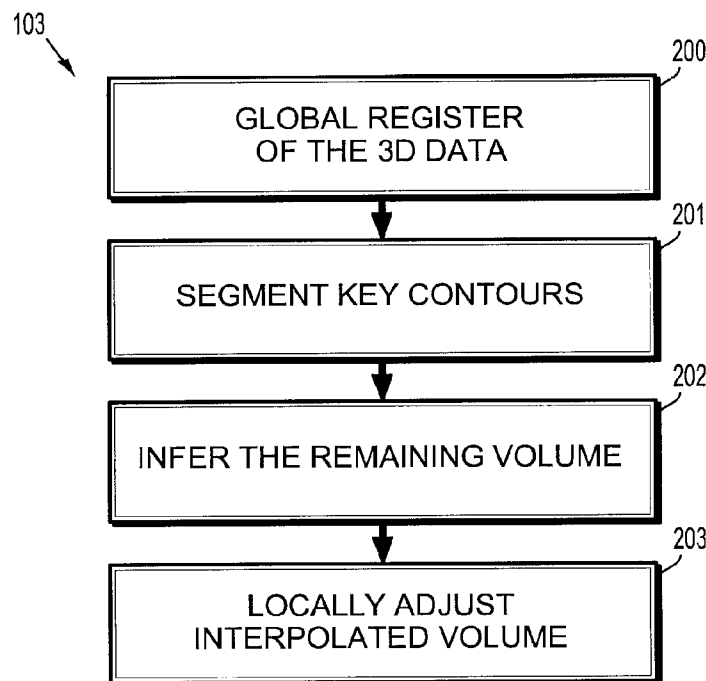 103
200
GLOBAL REGISTER
OF THE 3D DATA
201
SEGMENT KEY CONTOURS
202
INFER THE REMAINING VOLUME
203
LOCALLY ADJUST
INTERPOLATED VOLUME